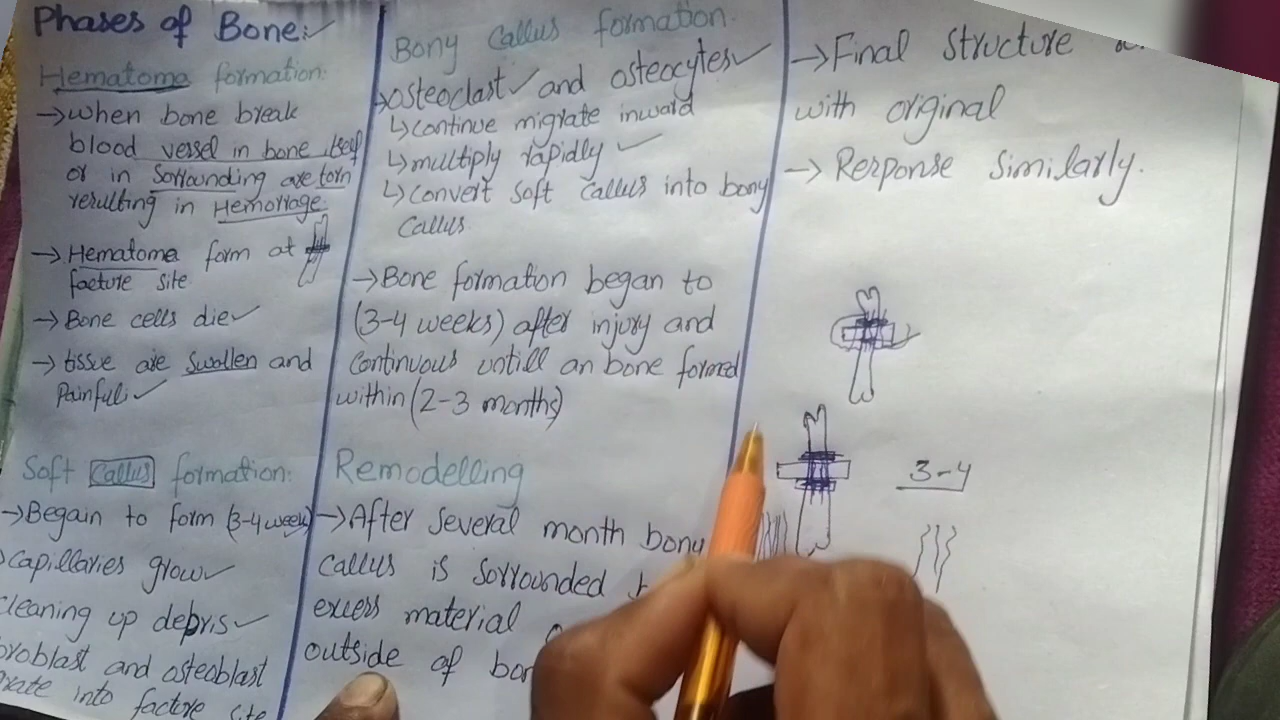 Phases of Bone:
Hematoma formation:
→when bone break
blood vessel in bone itself
or in Sorrounding are torn
resulting in Hemorrage.
→Hematoma form at
facture site
→Bone cells die
→tissue are Swollen and
Painful:
Soft Callus formation:
→Begain to form (3-4 week)
capillaries grow
cleaning up debris
broblast and osteoblast
rate into factore site
Bony Callus formation.
→osteoclast and osteocytes
↳continue migrate inward
↳multiply rapidly
↳convert Soft Callus into bony
Callus
→Bone formation began to
(3-4 weeks) after injury and
continuous untill an bone formed
within (2-3 months)
Remodelling
→After Several month bony
callus is Sorrounded
excess material
outside of bon
→Final Structure
with original
→Response Similarly.
3-4